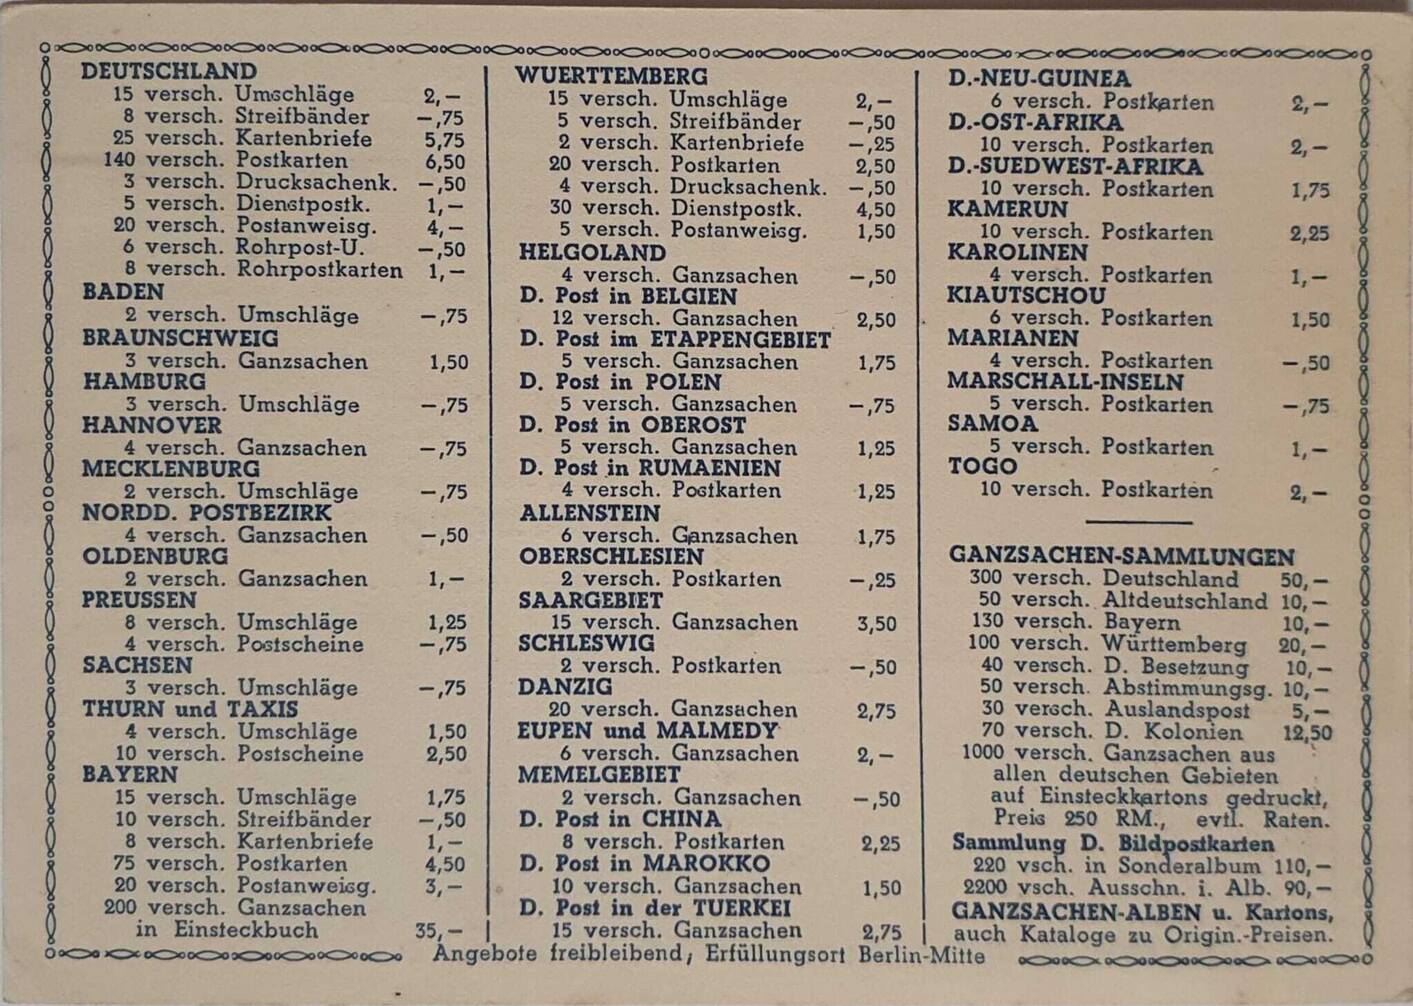 DEUTSCHLAND
15 versch. Umschläge 2,—
8 versch. Streifbänder —,75
25 versch. Kartenbriefe 5,75
140 versch. Postkarten 6,50
3 versch. Drucksachenk. —,50
5 versch. Dienstpostk. 1,—
20 versch. Postanweisg. 4,—
6 versch. Rohrpost-U. —,50
8 versch. Rohrpostkarten 1,—
BADEN
2 versch. Umschläge —,75
BRAUNSCHWEIG
3 versch. Ganzsachen 1,50
HAMBURG
3 versch. Umschläge —,75
HANNOVER
4 versch. Ganzsachen —,75
MECKLENBURG
2 versch. Umschläge —,75
NORDD. POSTBEZIRK
4 versch. Ganzsachen —,50
OLDENBURG
2 versch. Ganzsachen 1,—
PREUSSEN
8 versch. Umschläge 1,25
4 versch. Postscheine —,75
SACHSEN
3 versch. Umschläge —,75
THURN und TAXIS
4 versch. Umschläge 1,50
10 versch. Postscheine 2,50
BAYERN
15 versch. Umschläge 1,75
10 versch. Streifbänder —,50
8 versch. Kartenbriefe 1,—
75 versch. Postkarten 4,50
20 versch. Postanweisg. 3,—
200 versch. Ganzsachen
in Einsteckbuch 35,—
WUERTTEMBERG
15 versch. Umschläge 2,—
5 versch. Streifbänder —,50
2 versch. Kartenbriefe —,25
20 versch. Postkarten 2,50
4 versch. Drucksachenk. —,50
30 versch. Dienstpostk. 4,50
5 versch. Postanweisg. 1,50
HELGOLAND
4 versch. Ganzsachen —,50
D. Post in BELGIEN
12 versch. Ganzsachen 2,50
D. Post im ETAPPENGEBIET
5 versch. Ganzsachen 1,75
D. Post in POLEN
5 versch. Ganzsachen —,75
D. Post in OBEROST
5 versch. Ganzsachen 1,25
D. Post in RUMAENIEN
4 versch. Postkarten 1,25
ALLENSTEIN
6 versch. Ganzsachen 1,75
OBERSCHLESIEN
2 versch. Postkarten —,25
SAARGEBIET
15 versch. Ganzsachen 3,50
SCHLESWIG
2 versch. Postkarten —,50
DANZIG
20 versch. Ganzsachen 2,75
EUPEN und MALMEDY
6 versch. Ganzsachen 2,—
MEMELGEBIET
2 versch. Ganzsachen —,50
D. Post in CHINA
8 versch. Postkarten 2,25
D. Post in MAROKKO
10 versch. Ganzsachen 1,50
D. Post in der TUERKEI
15 versch. Ganzsachen 2,75
D.-NEU-GUINEA
6 versch. Postkarten 2,—
D.-OST-AFRIKA
10 versch. Postkarten 2,—
D.-SUEDWEST-AFRIKA
10 versch. Postkarten 1,75
KAMERUN
10 versch. Postkarten 2,25
KAROLINEN
4 versch. Postkarten 1,—
KIAUTSCHOU
6 versch. Postkarten 1,50
MARIANEN
4 versch. Postkarten —,50
MARSCHALL-INSELN
5 versch. Postkarten —,75
SAMOA
5 versch. Postkarten 1,—
TOGO
10 versch. Postkarten 2,—
GANZSACHEN-SAMMLUNGEN
300 versch. Deutschland 50,—
50 versch. Altdeutschland 10,—
130 versch. Bayern 10,—
100 versch. Württemberg 20,—
40 versch. D. Besetzung 10,—
50 versch. Abstimmungsg. 10,—
30 versch. Auslandspost 5,—
70 versch. D. Kolonien 12,50
1000 versch. Ganzsachen aus
allen deutschen Gebieten
auf Einsteckkartons gedruckt,
Preis 250 RM., evtl. Raten.
Sammlung D. Bildpostkarten
220 vsch. in Sonderalbum 110,—
2200 vsch. Ausschn. i. Alb. 90,—
GANZSACHEN-ALBEN u. Kartons,
auch Kataloge zu Origin.-Preisen.
Angebote freibleibend, Erfüllungsort Berlin-Mitte